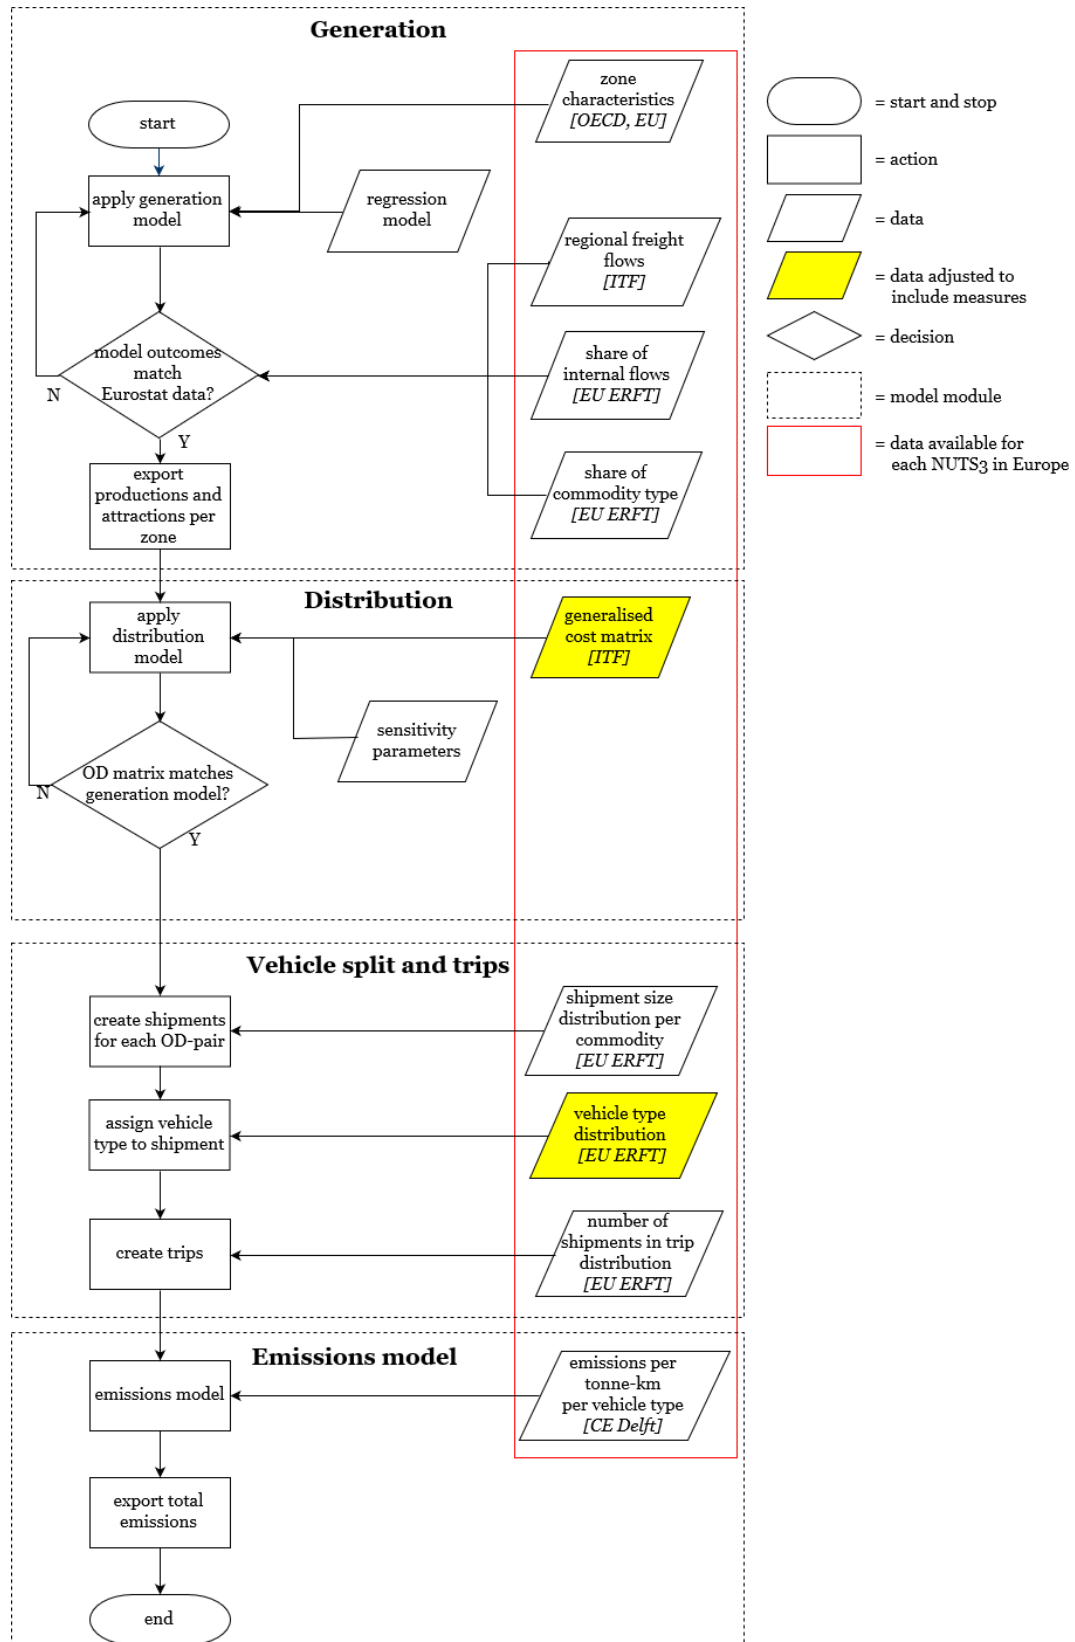 Generation
zone
characteristics
[OECD, EU]
start
apply generation
model
regression
model
regional freight
flows
[ITF]
model outcomes
match
Eurostat data?
N
Y
share of
internal flows
[EU ERFT]
export
productions and
attractions per
zone
share of
commodity type
[EU ERFT]
Distribution
apply
distribution
model
generalised
cost matrix
[ITF]
sensitivity
parameters
OD matrix matches
generation model?
N
Y
Vehicle split and trips
create shipments
for each OD-pair
shipment size
distribution per
commodity
[EU ERFT]
assign vehicle
type to shipment
vehicle type
distribution
[EU ERFT]
create trips
number of
shipments in trip
distribution
[EU ERFT]
Emissions model
emissions model
emissions per
tonne-km
per vehicle type
[CE Delft]
export total
emissions
end
= start and stop
= action
= data
= data adjusted to
include measures
= decision
= model module
= data available for
each NUTS3 in Europe